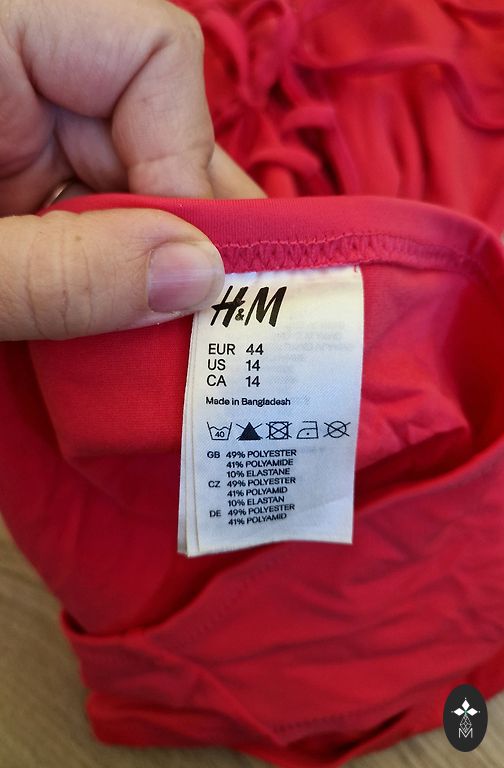 H&M
EUR 44
US 14
CA 14
Made in Bangladesh
40
GB 49% POLYESTER
41% POLYAMIDE
10% ELASTANE
CZ 49% POLYESTER
41% POLYAMID
10% ELASTAN
DE 49% POLYESTER
41% POLYAMID
M